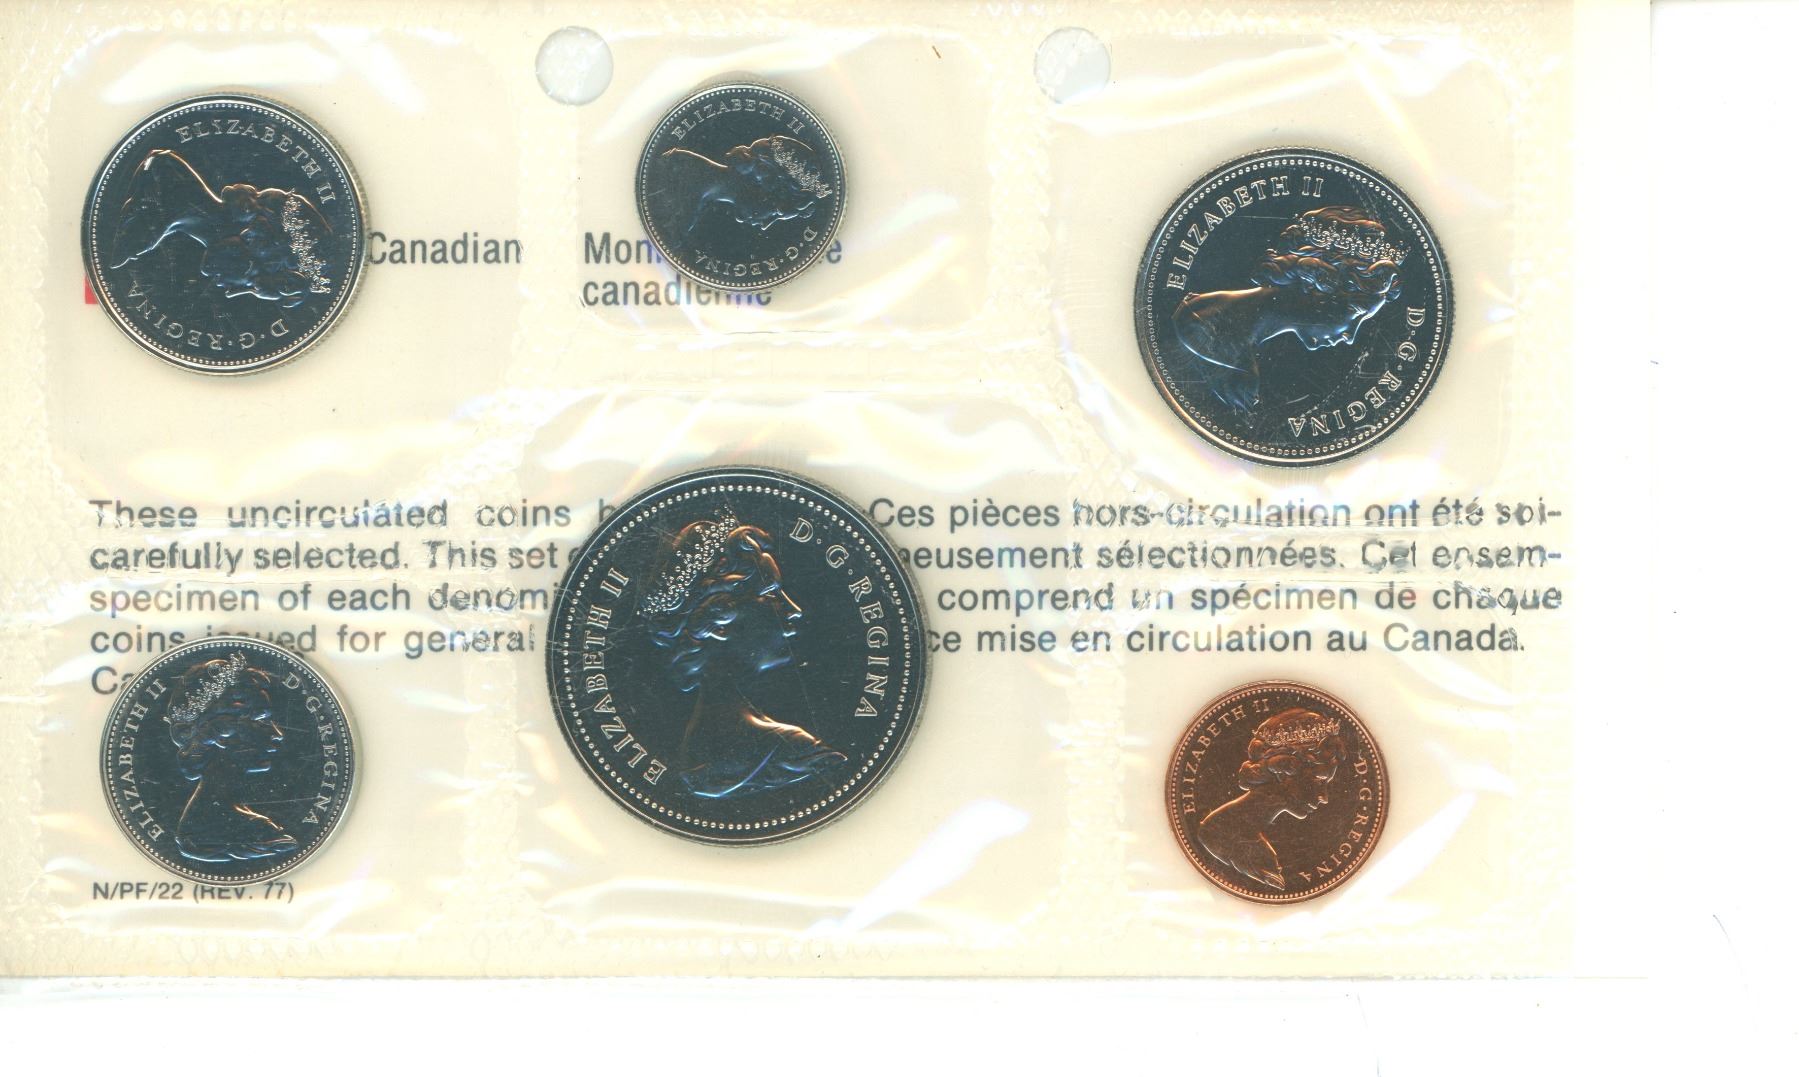 ELIZABETH II D·G·REGINA
ELIZABETH II D·G·REGINA
ELIZABETH II D·G·REGINA
Canadian
canadienne
These uncirculated coins
carefully selected. This set
specimen of each
coins issued for general
Ces pièces hors-circulation ont été soi-
neusement sélectionnées. Cet ensem-
comprend un spécimen de chaque
mise en circulation au Canada.
ELIZABETH II D·G·REGINA
ELIZABETH II D·G·REGINA
ELIZABETH II D·G·REGINA
N/PF/22 (REV. 77)